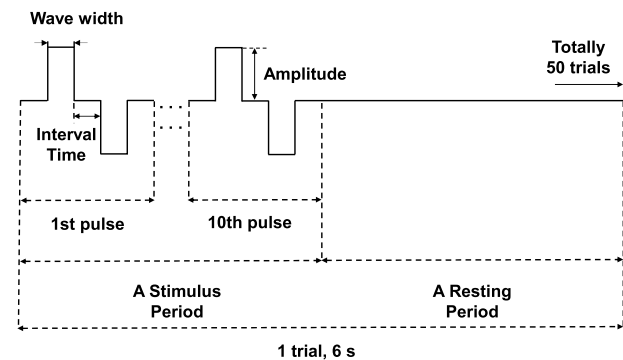 Wave width
Totally
50 trials
Amplitude
Interval
Time
1st pulse
10th pulse
A Stimulus
Period
A Resting
Period
1 trial, 6 s